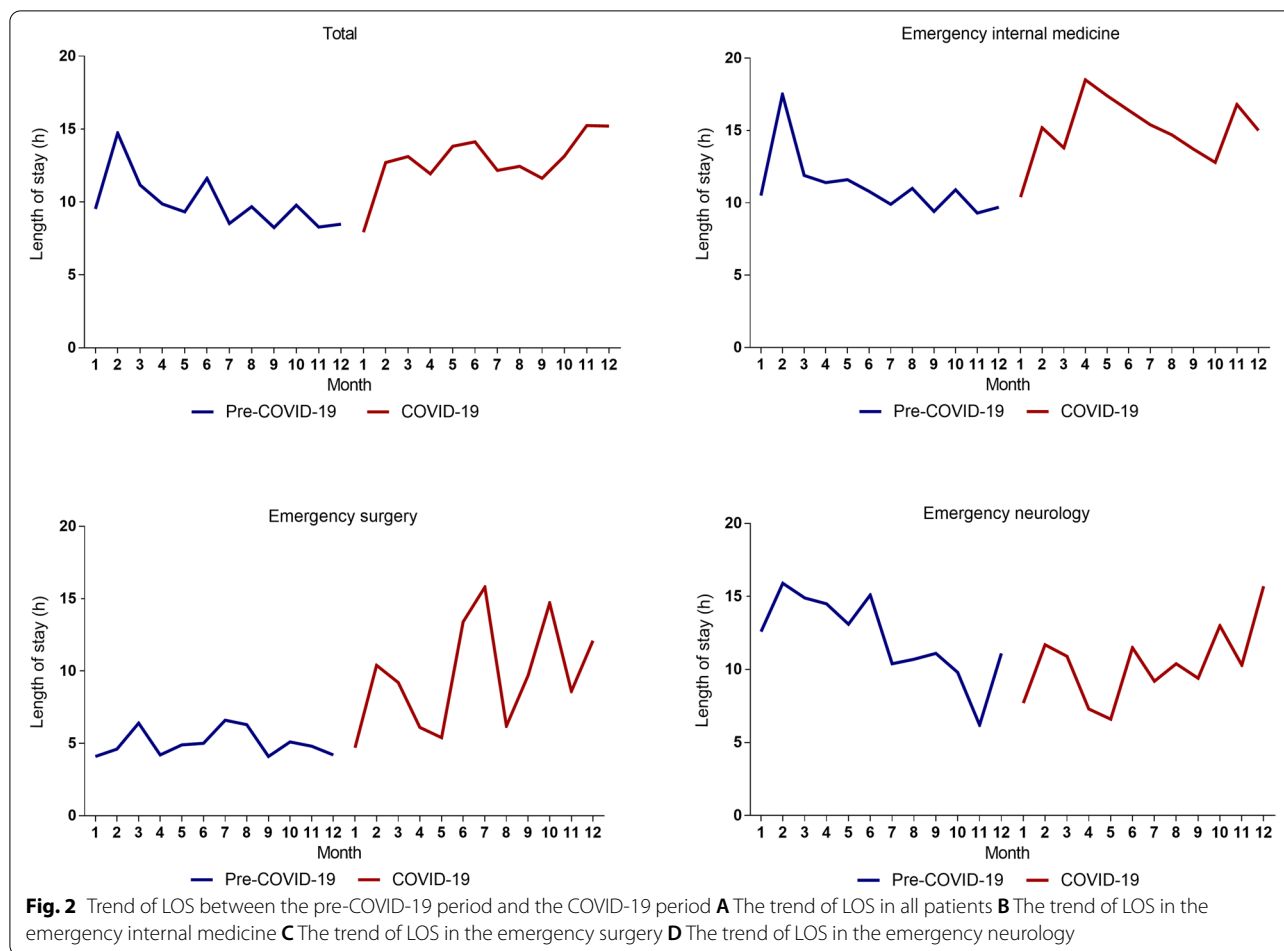 Total
20
15
10
5
0
Length of stay (h)
1 2 3 4 5 6 7 8 9 10 11 12 1 2 3 4 5 6 7 8 9 10 11 12
Month
Pre-COVID-19 COVID-19
Emergency internal medicine
20
15
10
5
0
Length of stay (h)
1 2 3 4 5 6 7 8 9 10 11 12 1 2 3 4 5 6 7 8 9 10 11 12
Month
Pre-COVID-19 COVID-19
Emergency surgery
20
15
10
5
0
Length of stay (h)
1 2 3 4 5 6 7 8 9 10 11 12 1 2 3 4 5 6 7 8 9 10 11 12
Month
Pre-COVID-19 COVID-19
Emergency neurology
20
15
10
5
0
Length of stay (h)
1 2 3 4 5 6 7 8 9 10 11 12 1 2 3 4 5 6 7 8 9 10 11 12
Month
Pre-COVID-19 COVID-19
Fig. 2 Trend of LOS between the pre-COVID-19 period and the COVID-19 period A The trend of LOS in all patients B The trend of LOS in the
emergency internal medicine C The trend of LOS in the emergency surgery D The trend of LOS in the emergency neurology